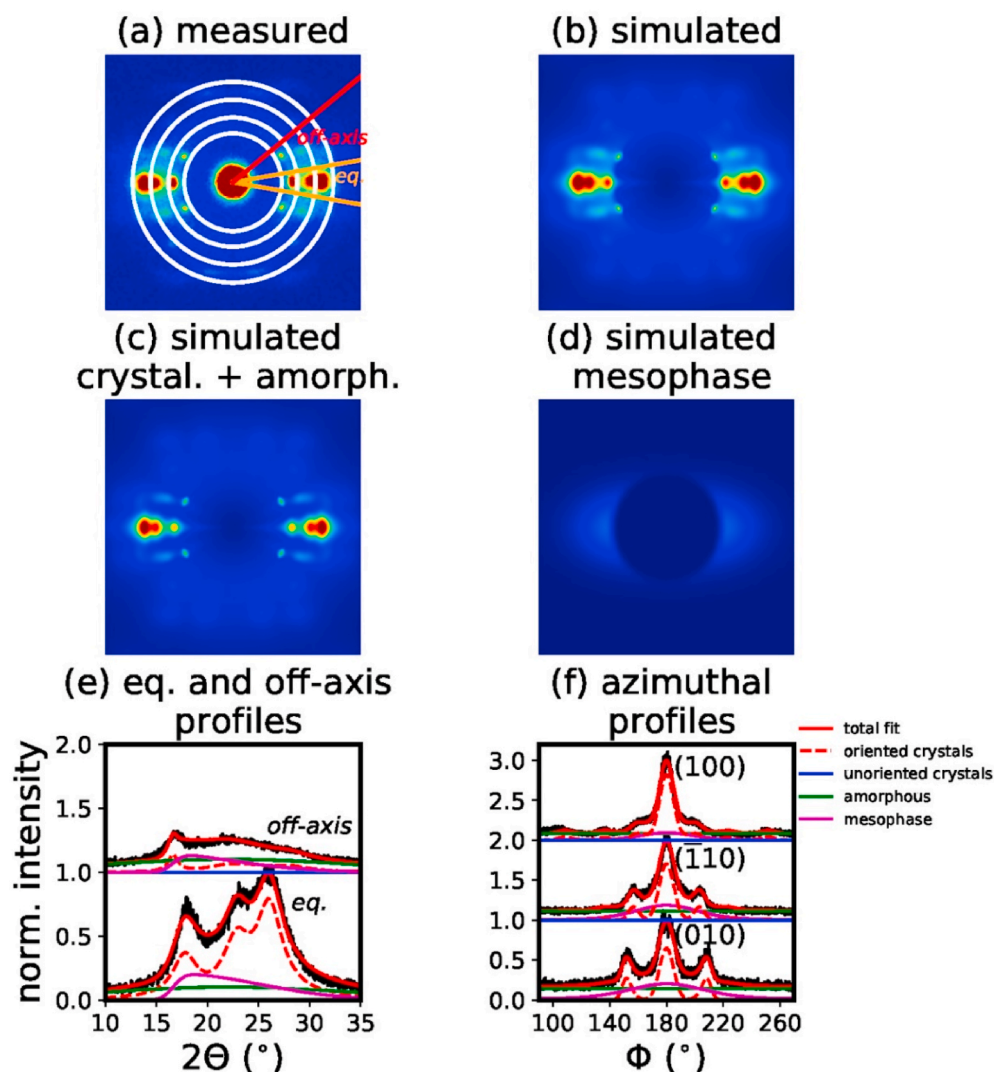 (a) measured
(b) simulated
off-axis
eq.
(c) simulated
crystal. + amorph.
(d) simulated
mesophase
(e) eq. and off-axis
profiles
(f) azimuthal
profiles
norm. intensity
2.0
1.5
1.0
0.5
0.0
off-axis
eq.
10 15 20 25 30 35
2Θ (°)
3.0
2.5
2.0
1.5
1.0
0.5
0.0
(100)
(1̅10)
(010)
100 140 180 220 260
Φ (°)
total fit
oriented crystals
unoriented crystals
amorphous
mesophase